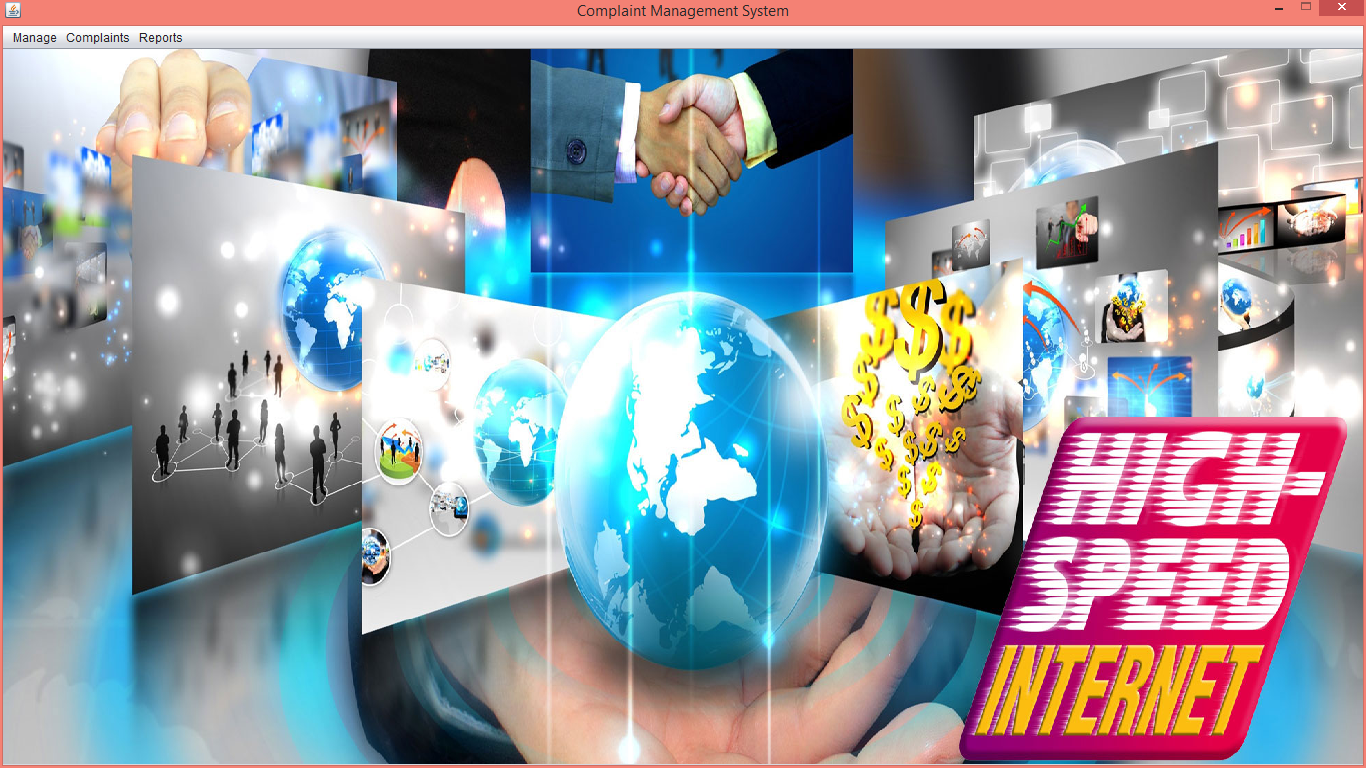 Complaint Management System
Manage Complaints Reports
HIGH-
SPEED
INTERNET